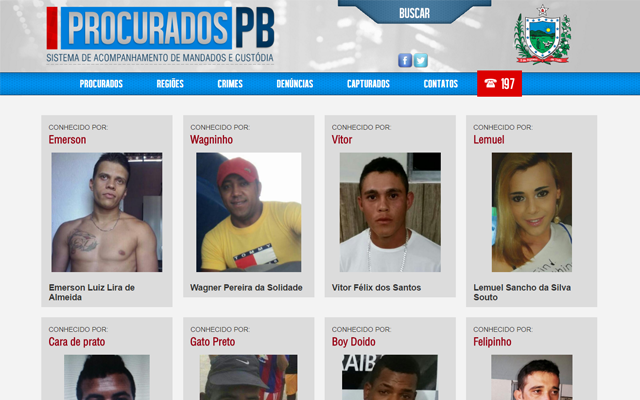 PROCURADOS PB
SISTEMA DE ACOMPANHAMENTO DE MANDADOS E CUSTÓDIA
BUSCAR
PROCURADOS REGIÕES CRIMES DENÚNCIAS CAPTURADOS CONTATOS 197
CONHECIDO POR: CONHECIDO POR: CONHECIDO POR: CONHECIDO POR:
Emerson Wagninho Vitor Lemuel
TOMMY
Emerson Luiz Lira de Almeida
Wagner Pereira da Solidade
Vitor Félix dos Santos
Lemuel Sancho da Silva Souto
CONHECIDO POR: CONHECIDO POR: CONHECIDO POR: CONHECIDO POR:
Cara de prato Gato Preto Boy Doido Felipinho
RAIB